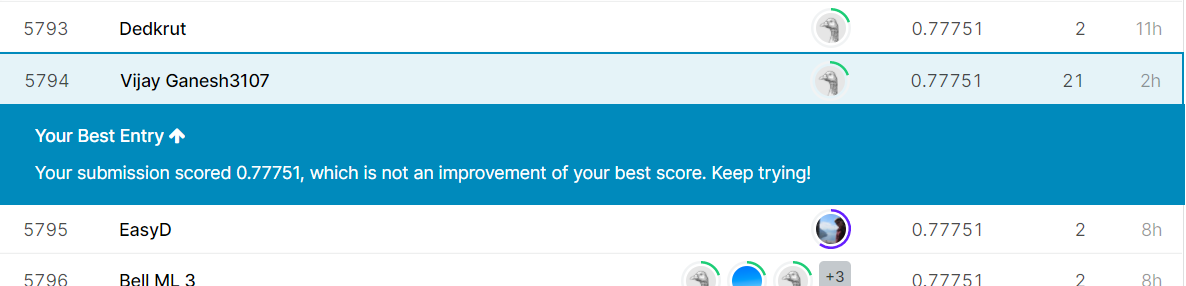 5793 Dedkrut 0.77751 2 11h
5794 Vijay Ganesh3107 0.77751 21 2h
Your Best Entry ↑
Your submission scored 0.77751, which is not an improvement of your best score. Keep trying!
5795 EasyD 0.77751 2 8h
5796 Bell ML 3 +3 0.77751 2 8h